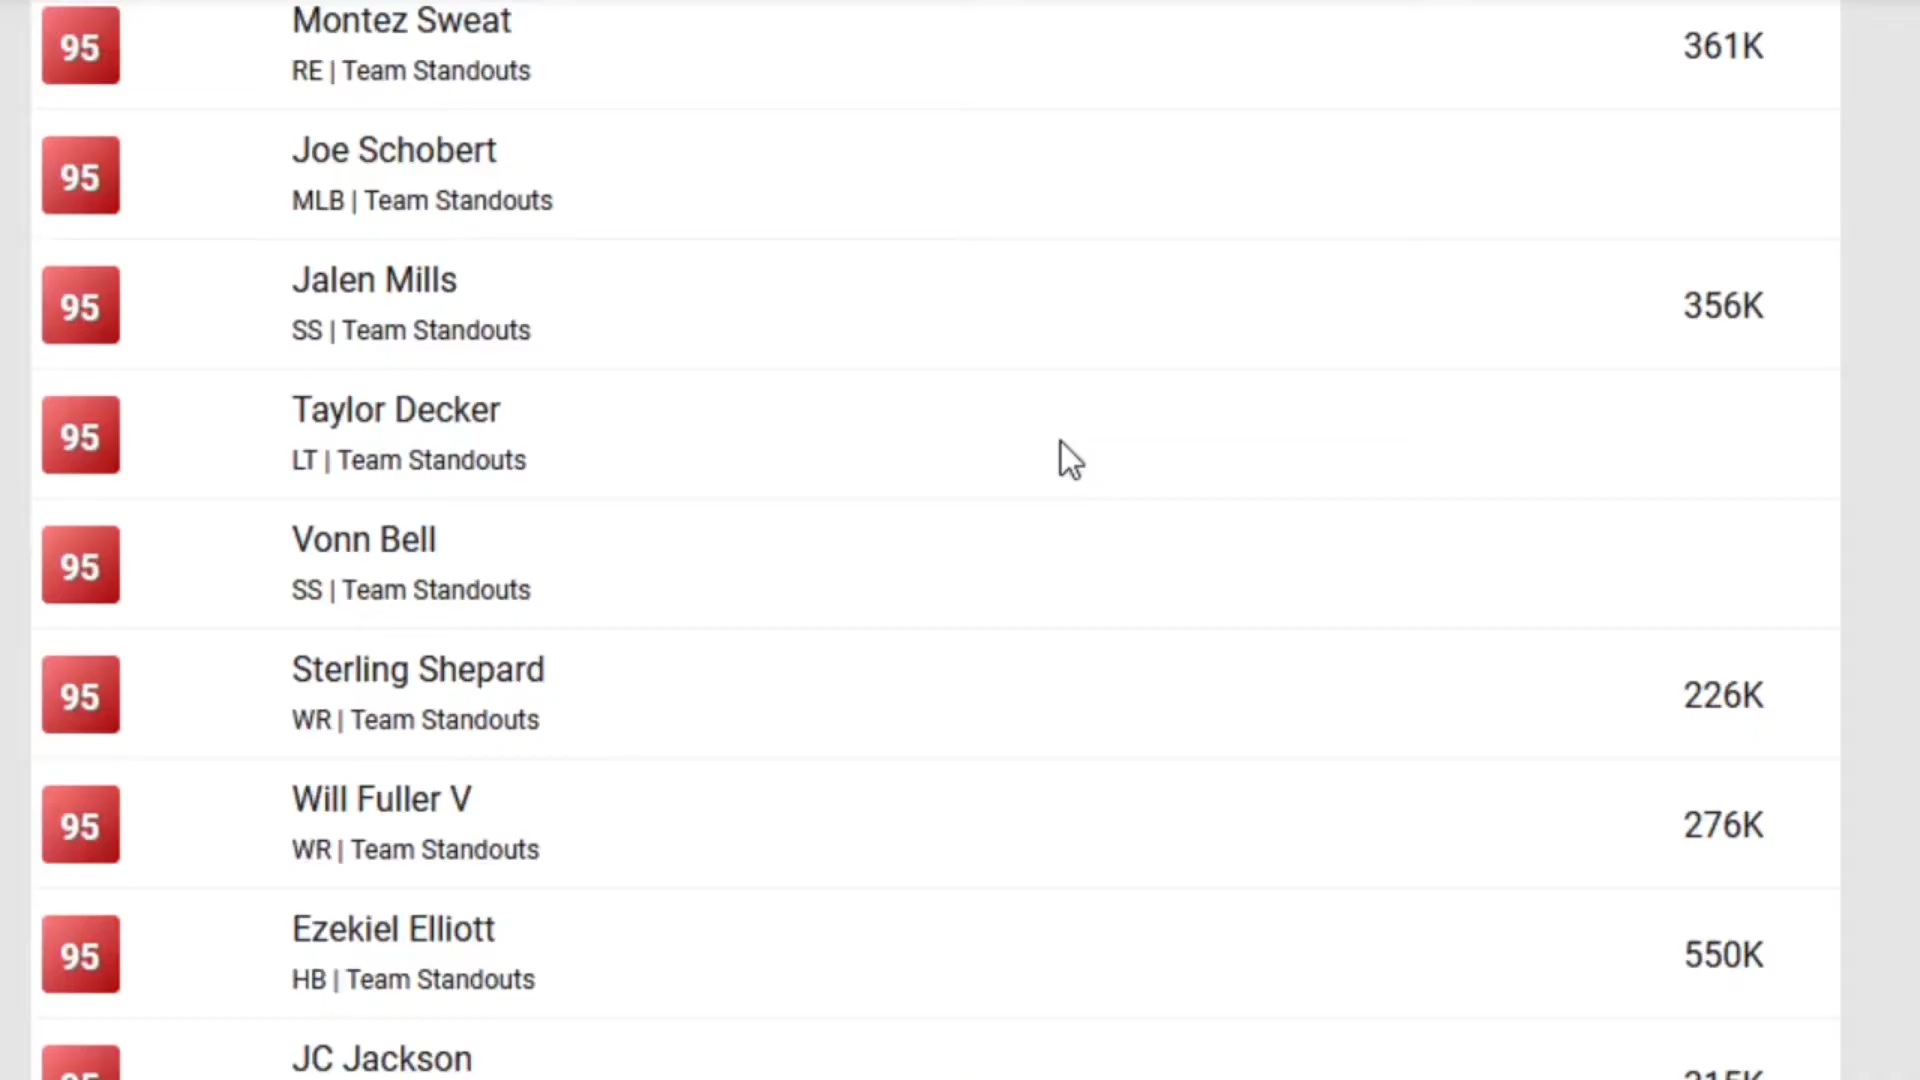 95
Montez Sweat
RE | Team Standouts
361K
95
Joe Schobert
MLB | Team Standouts
95
Jalen Mills
SS | Team Standouts
356K
95
Taylor Decker
LT | Team Standouts
95
Vonn Bell
SS | Team Standouts
95
Sterling Shepard
WR | Team Standouts
226K
95
Will Fuller V
WR | Team Standouts
276K
95
Ezekiel Elliott
HB | Team Standouts
550K
JC Jackson